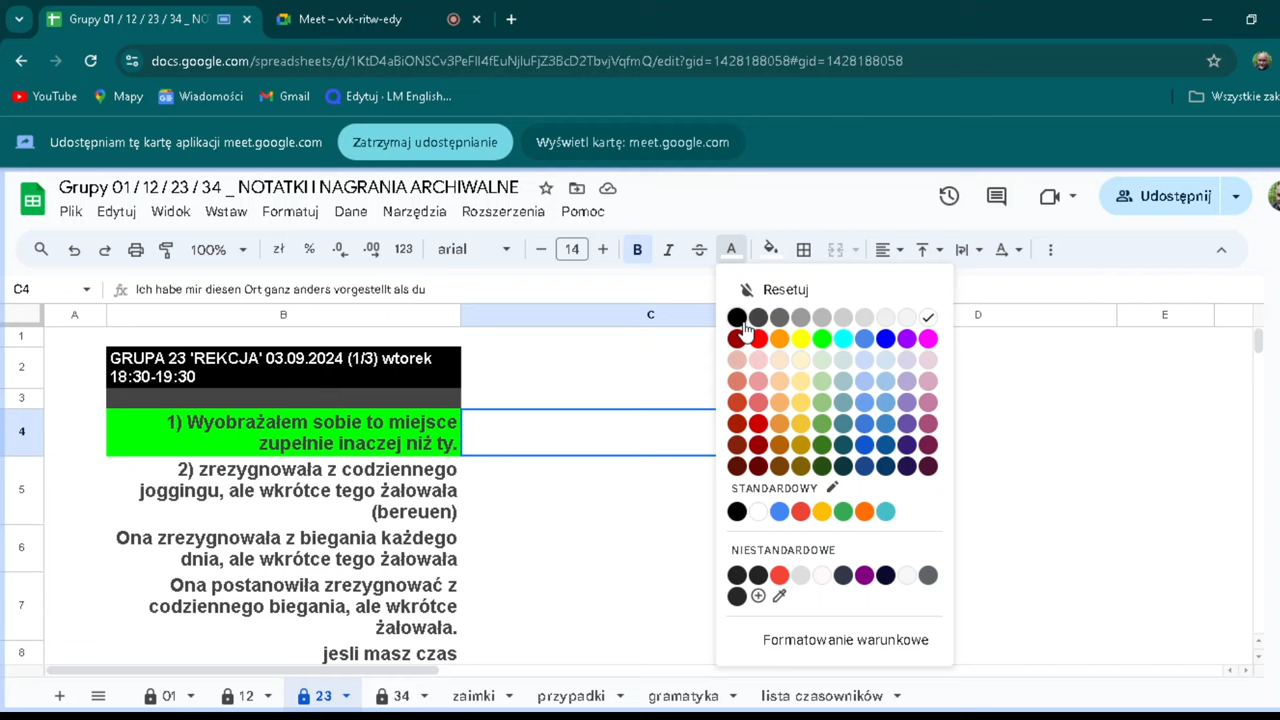 Grupy 01 / 12 / 23 / 34 _ NO
Meet – vvk-ritw-edy
docs.google.com/spreadsheets/d/1KtD4aBiONSCv3PeFlI4fEuNjluFjZ3BcD2TbvjVqfmQ/edit?gid=1428188058#gid=1428188058
YouTube
Mapy
Wiadomości
Gmail
Edytuj · LM English...
Wszystkie zak
Udostępniam tę kartę aplikacji meet.google.com
Zatrzymaj udostępnianie
Wyświetl kartę: meet.google.com
Grupy 01 / 12 / 23 / 34 _ NOTATKI I NAGRANIA ARCHIWALNE
Udostępnij
Plik Edytuj Widok Wstaw Formatuj Dane Narzędzia Rozszerzenia Pomoc
100% zł % .0 .00 123 arial − 14 + B I S A
C4 fx Ich habe mir diesen Ort ganz anders vorgestellt als du
Resetuj
A B C D E
1
2
GRUPA 23 'REKCJA' 03.09.2024 (1/3) wtorek
18:30-19:30
3
4
1) Wyobrażałem sobie to miejsce
zupełnie inaczej niż ty.
5
2) zrezygnowała z codziennego
joggingu, ale wkrótce tego żałowała
(bereuen)
6
Ona zrezygnowała z biegania każdego
dnia, ale wkrótce tego żałowała
7
Ona postanowiła zrezygnować z
codziennego biegania, ale wkrótce
żałowała.
8
jesli masz czas
STANDARDOWY
NIESTANDARDOWE
Formatowanie warunkowe
01 12 23 34 zaimki przypadki gramatyka lista czasowników